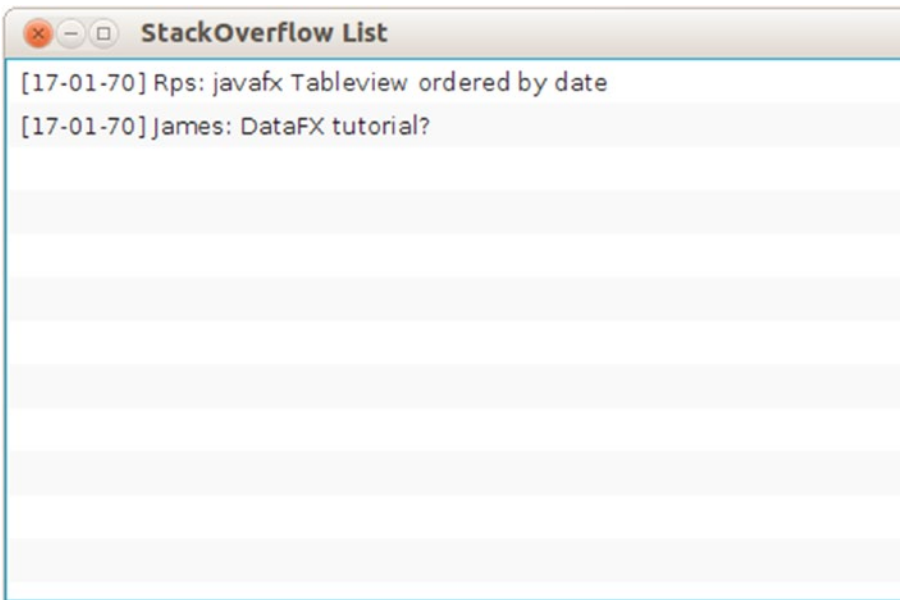 StackOverflow List
[17-01-70] Rps: javafx Tableview ordered by date
[17-01-70] James: DataFX tutorial?